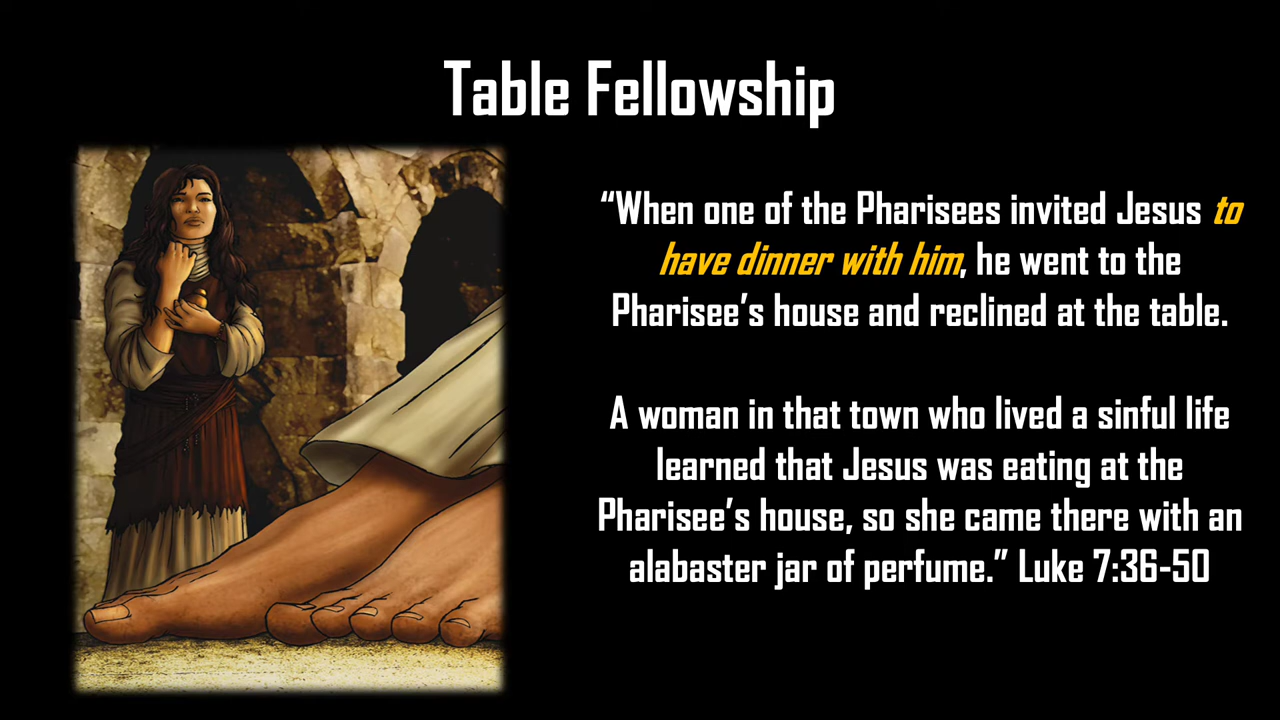 Table Fellowship
“When one of the Pharisees invited Jesus to
have dinner with him, he went to the
Pharisee’s house and reclined at the table.
A woman in that town who lived a sinful life
learned that Jesus was eating at the
Pharisee’s house, so she came there with an
alabaster jar of perfume.” Luke 7:36-50